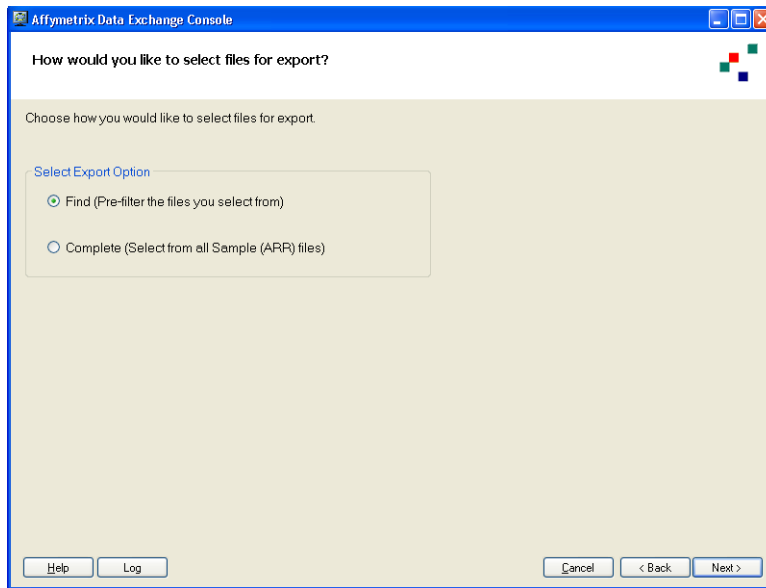 Affymetrix Data Exchange Console
How would you like to select files for export?
Choose how you would like to select files for export.
Select Export Option
Find (Pre-filter the files you select from)
Complete (Select from all Sample (ARR) files)
Help
Log
Cancel
< Back
Next >